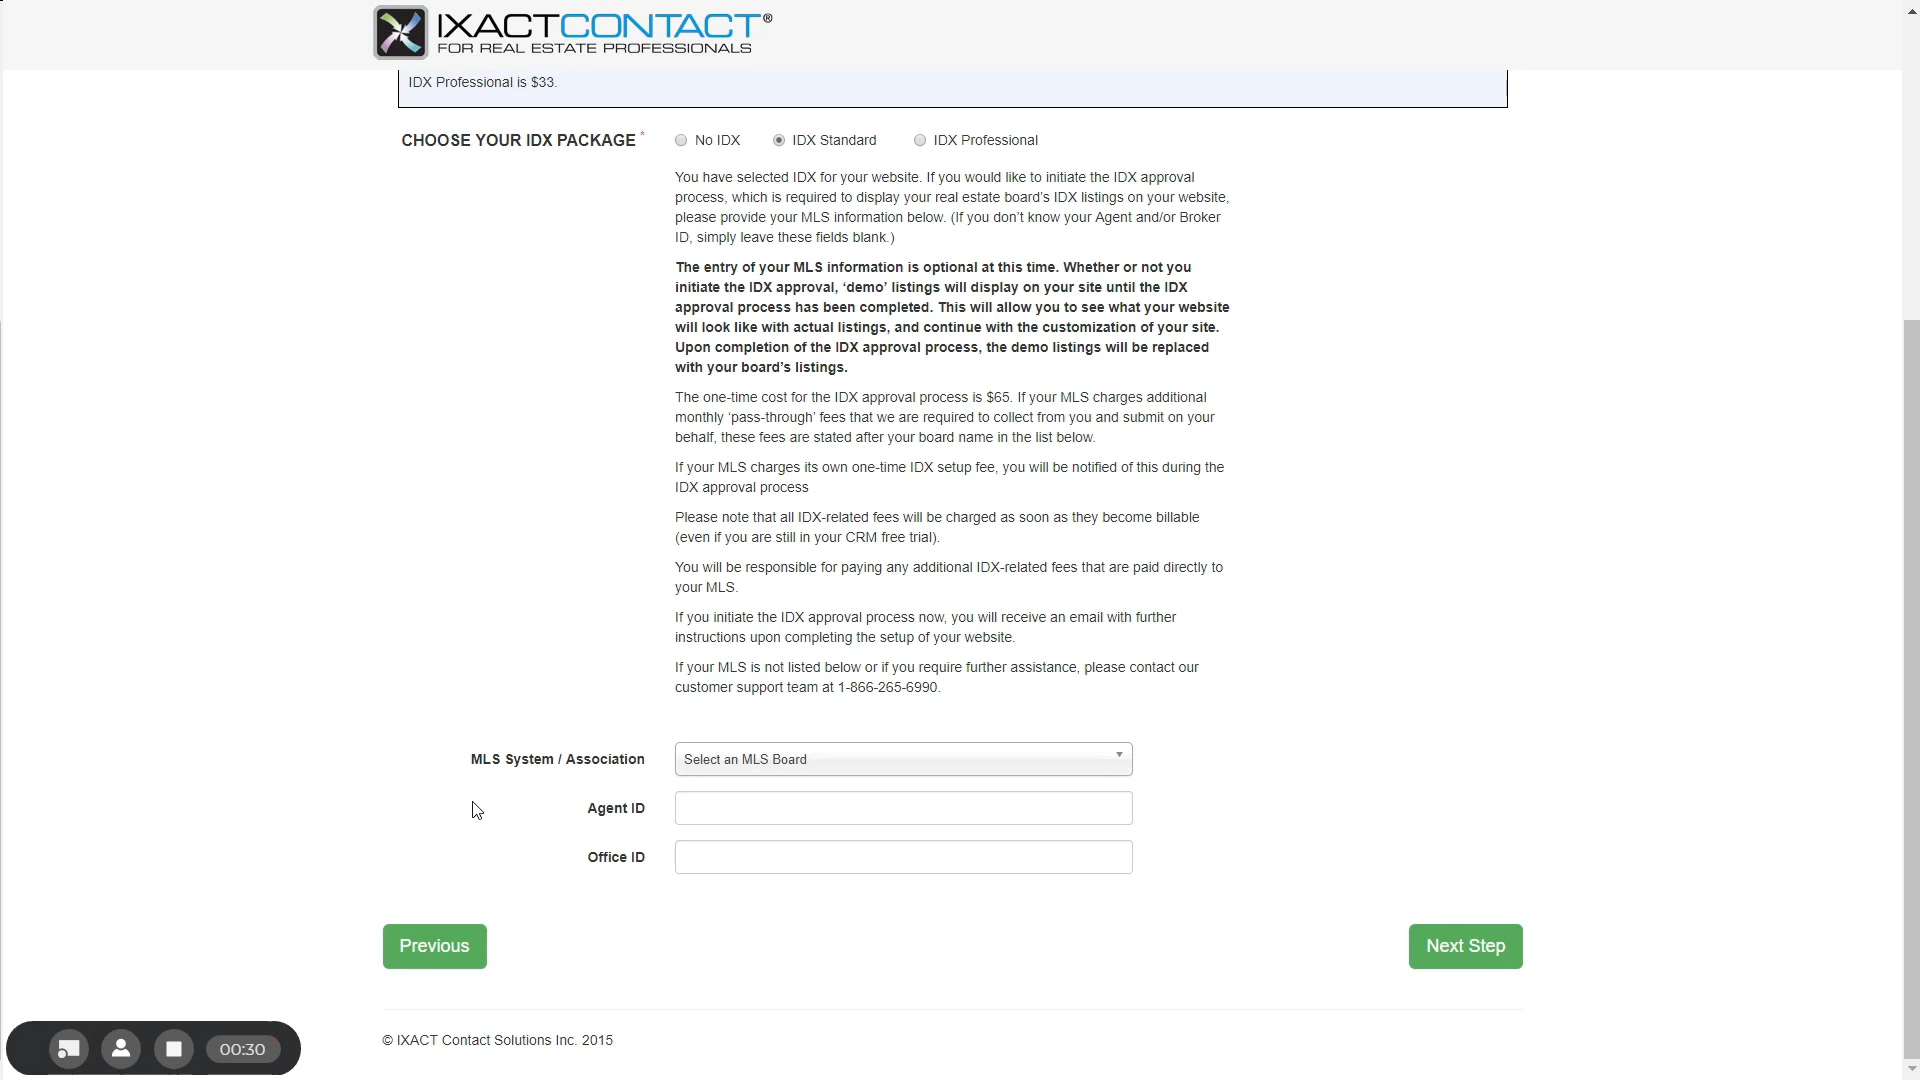 IXACTCONTACT®
FOR REAL ESTATE PROFESSIONALS
IDX Professional is $33.
CHOOSE YOUR IDX PACKAGE * No IDX IDX Standard IDX Professional
You have selected IDX for your website. If you would like to initiate the IDX approval
process, which is required to display your real estate board’s IDX listings on your website,
please provide your MLS information below. (If you don’t know your Agent and/or Broker
ID, simply leave these fields blank.)
The entry of your MLS information is optional at this time. Whether or not you
initiate the IDX approval, ‘demo’ listings will display on your site until the IDX
approval process has been completed. This will allow you to see what your website
will look like with actual listings, and continue with the customization of your site.
Upon completion of the IDX approval process, the demo listings will be replaced
with your board’s listings.
The one-time cost for the IDX approval process is $65. If your MLS charges additional
monthly ‘pass-through’ fees that we are required to collect from you and submit on your
behalf, these fees are stated after your board name in the list below.
If your MLS charges its own one-time IDX setup fee, you will be notified of this during the
IDX approval process
Please note that all IDX-related fees will be charged as soon as they become billable
(even if you are still in your CRM free trial).
You will be responsible for paying any additional IDX-related fees that are paid directly to
your MLS.
If you initiate the IDX approval process now, you will receive an email with further
instructions upon completing the setup of your website.
If your MLS is not listed below or if you require further assistance, please contact our
customer support team at 1-866-265-6990.
MLS System / Association Select an MLS Board
Agent ID
Office ID
Previous Next Step
© IXACT Contact Solutions Inc. 2015
00:30